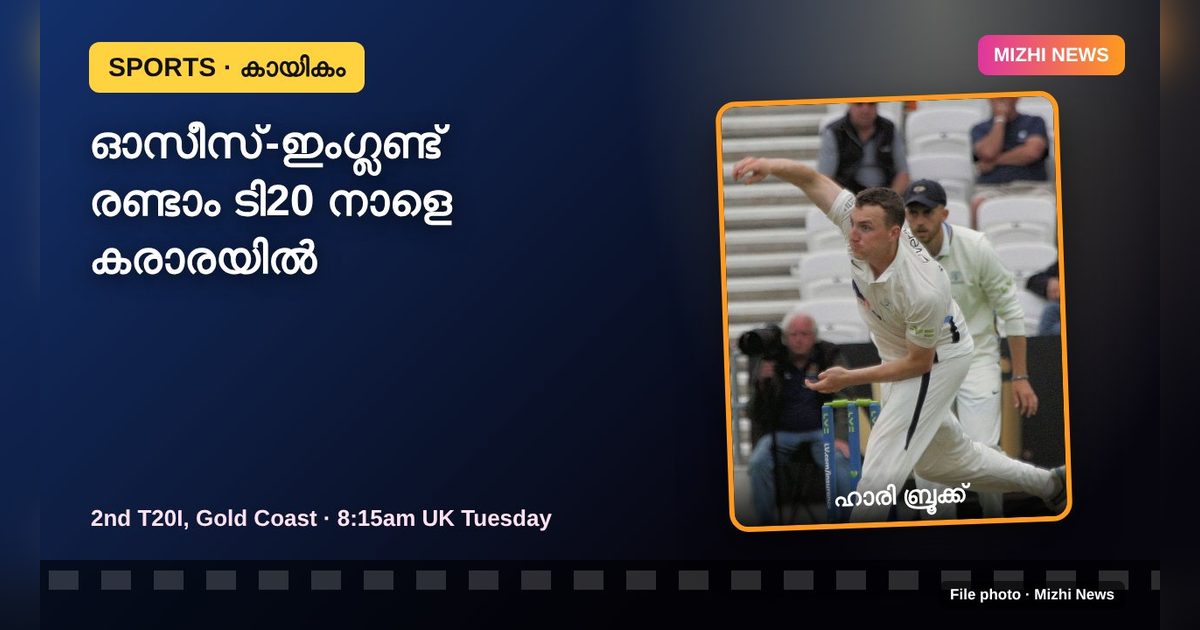 SPORTS · കായികം
MIZHI NEWS
ഓസീസ്-ഇംഗ്ലണ്ട്
രണ്ടാം ടി20 നാളെ
കരാരയിൽ
ഹാരി ബ്രൂക്ക്
2nd T20I, Gold Coast · 8:15am UK Tuesday
File photo · Mizhi News